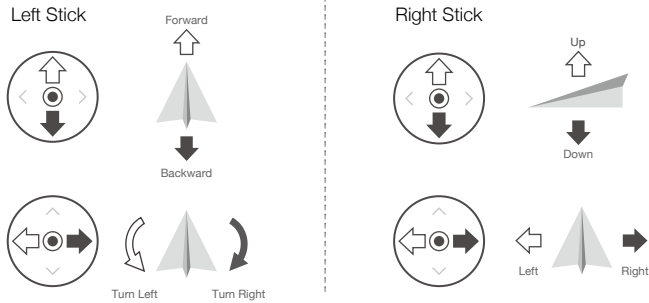 Left Stick
Forward
Backward
Turn Left
Turn Right
Right Stick
Up
Down
Left
Right